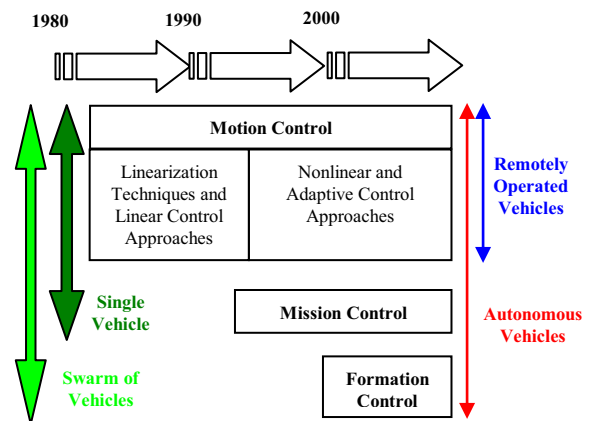 1980
1990
2000
Motion Control
Linearization
Techniques and
Linear Control
Approaches
Nonlinear and
Adaptive Control
Approaches
Remotely
Operated
Vehicles
Single
Vehicle
Mission Control
Autonomous
Vehicles
Swarm of
Vehicles
Formation
Control